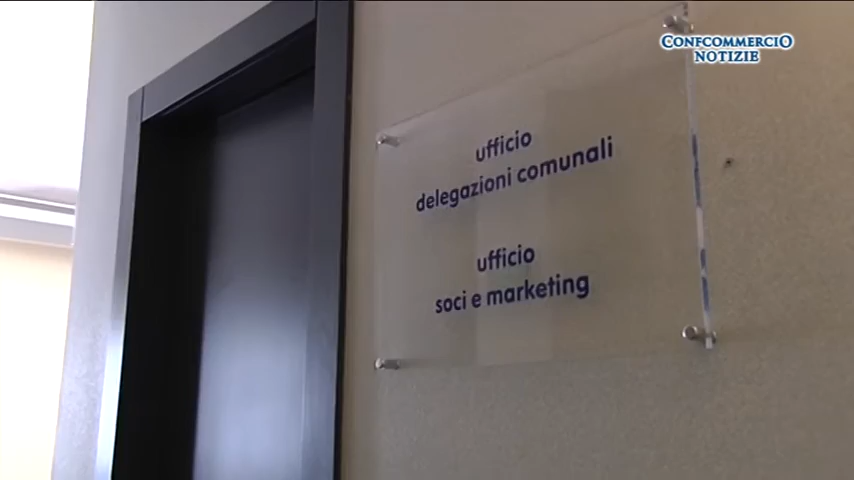 CONFCOMMERCIO
NOTIZIE
ufficio
delegazioni comunali
ufficio
soci e marketing